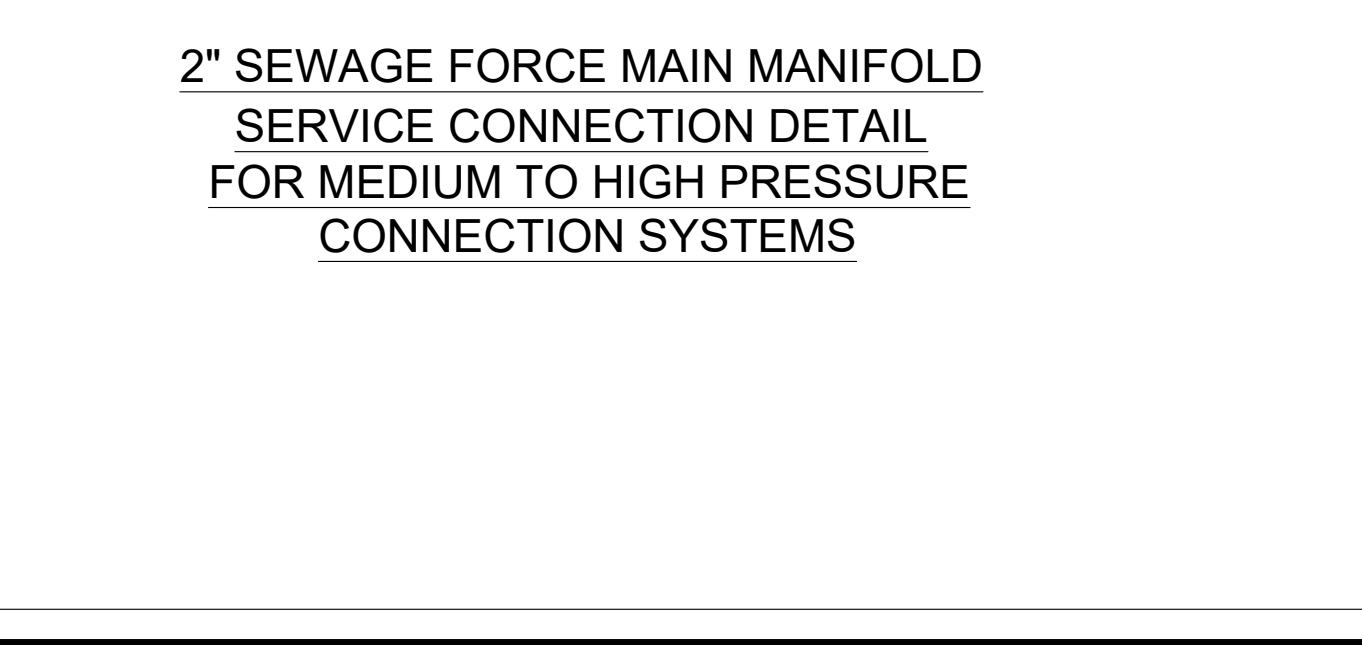 2" SEWAGE FORCE MAIN MANIFOLD
SERVICE CONNECTION DETAIL
FOR MEDIUM TO HIGH PRESSURE
CONNECTION SYSTEMS